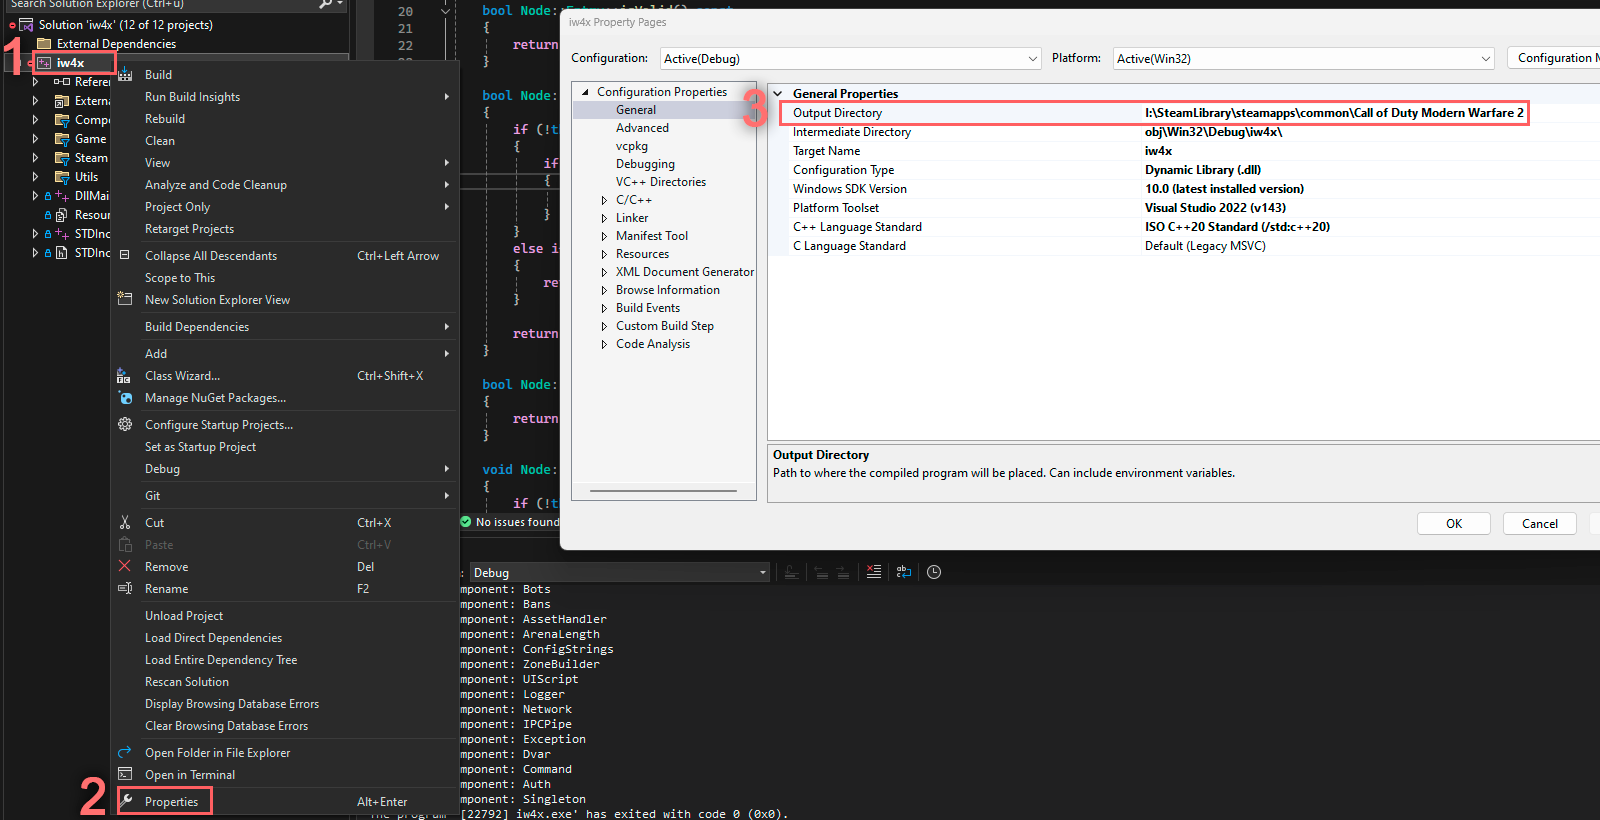 Search Solution Explorer (Ctrl+ü)
Solution 'iw4x' (12 of 12 projects)
External Dependencies
1
iw4x
Refere
Externa
Compo
Game
Steam
Utils
DllMai
Resour
STDInc
STDInc
Build
Run Build Insights
Rebuild
Clean
View
Analyze and Code Cleanup
Project Only
Retarget Projects
Collapse All Descendants Ctrl+Left Arrow
Scope to This
New Solution Explorer View
Build Dependencies
Add
Class Wizard... Ctrl+Shift+X
Manage NuGet Packages...
Configure Startup Projects...
Set as Startup Project
Debug
Git
Cut Ctrl+X
Paste Ctrl+V
Remove Del
Rename F2
Unload Project
Load Direct Dependencies
Load Entire Dependency Tree
Rescan Solution
Display Browsing Database Errors
Clear Browsing Database Errors
Open Folder in File Explorer
Open in Terminal
2
Properties Alt+Enter
20 bool Node::
21 {
22 return
}
bool Node:
{
if (!t
{
if
{
}
}
else i
{
re
}
return
}
bool Node:
{
return
}
void Node:
{
if (!t
No issues found
iw4x Property Pages
Configuration: Active(Debug) Platform: Active(Win32) Configuration M
Configuration Properties
General
Advanced
vcpkg
Debugging
VC++ Directories
C/C++
Linker
Manifest Tool
Resources
XML Document Generator
Browse Information
Build Events
Custom Build Step
Code Analysis
3
General Properties
Output Directory I:\SteamLibrary\steamapps\common\Call of Duty Modern Warfare 2
Intermediate Directory obj\Win32\Debug\iw4x\
Target Name iw4x
Configuration Type Dynamic Library (.dll)
Windows SDK Version 10.0 (latest installed version)
Platform Toolset Visual Studio 2022 (v143)
C++ Language Standard ISO C++20 Standard (/std:c++20)
C Language Standard Default (Legacy MSVC)
Output Directory
Path to where the compiled program will be placed. Can include environment variables.
OK Cancel
Debug
mponent: Bots
mponent: Bans
mponent: AssetHandler
mponent: ArenaLength
mponent: ConfigStrings
mponent: ZoneBuilder
mponent: UIScript
mponent: Logger
mponent: Network
mponent: IPCPipe
mponent: Exception
mponent: Dvar
mponent: Command
mponent: Auth
mponent: Singleton
The program '[22792] iw4x.exe' has exited with code 0 (0x0).